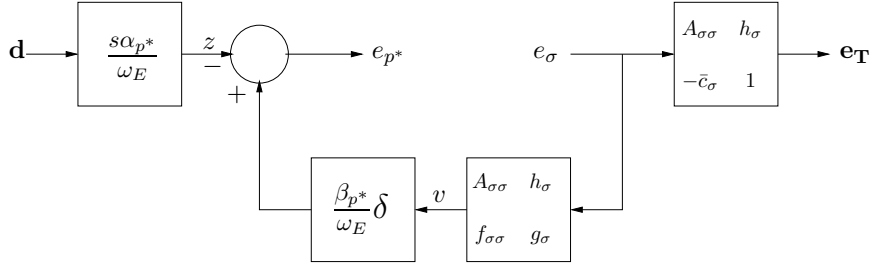 d
sα_{p*}/ω_E
z
−
+
e_{p*}
e_σ
A_{σσ} h_σ
−c̄_σ 1
e_T
β_{p*}/ω_E δ
v
A_{σσ} h_σ
f_{σσ} g_σ